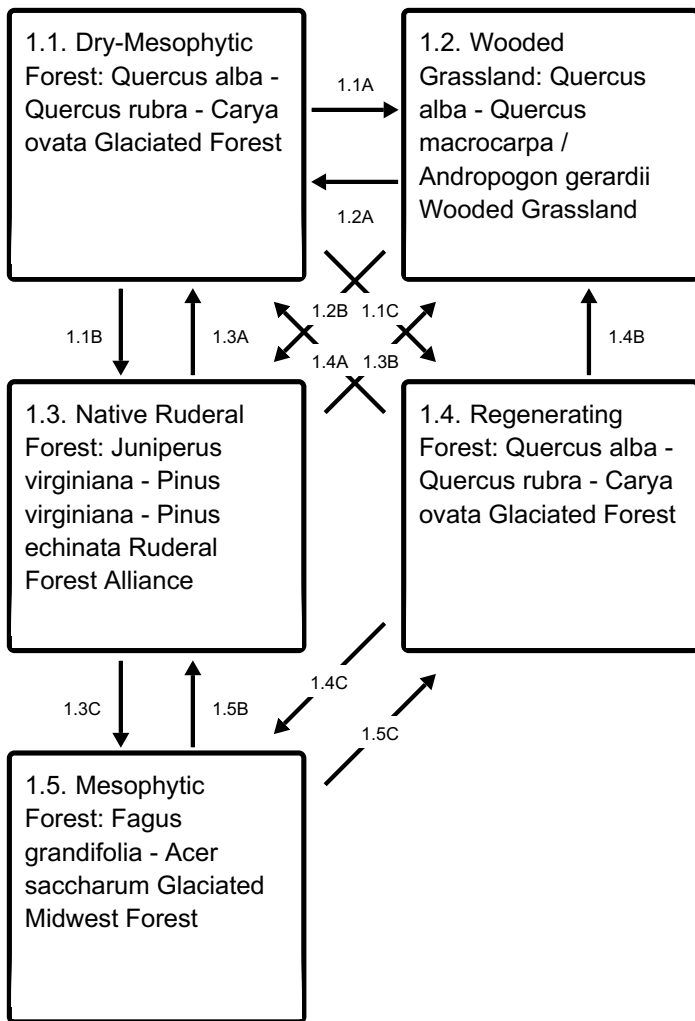 1.1. Dry-Mesophytic
Forest: Quercus alba -
Quercus rubra - Carya
ovata Glaciated Forest
1.1A
1.2. Wooded
Grassland: Quercus
alba - Quercus
macrocarpa /
Andropogon gerardii
Wooded Grassland
1.2A
1.1B
1.3A
1.2B
1.1C
1.4A
1.3B
1.4B
1.3. Native Ruderal
Forest: Juniperus
virginiana - Pinus
virginiana - Pinus
echinata Ruderal
Forest Alliance
1.4. Regenerating
Forest: Quercus alba -
Quercus rubra - Carya
ovata Glaciated Forest
1.3C
1.5B
1.4C
1.5C
1.5. Mesophytic
Forest: Fagus
grandifolia - Acer
saccharum Glaciated
Midwest Forest